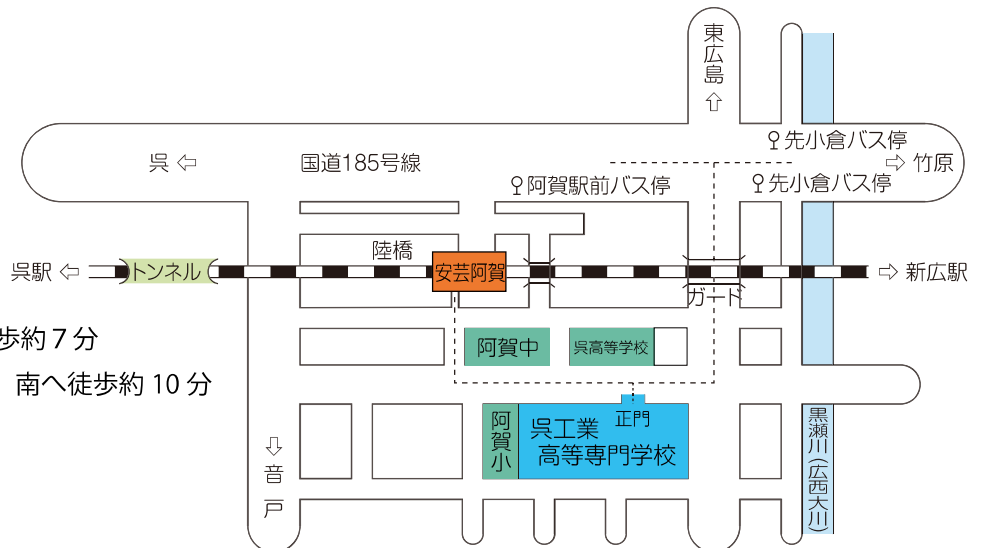 東広島
⇧
先小倉バス停
呉 ⇦
国道185号線
⇨ 竹原
阿賀駅前バス停
先小倉バス停
陸橋
呉駅 ⇦
トンネル
安芸阿賀
⇨ 新広駅
ガード
歩約7分
阿賀中
呉高等学校
南へ徒歩約 10 分
正門
阿賀小
呉工業
高等専門学校
黒瀬川(広西大川)
⇩
音戸